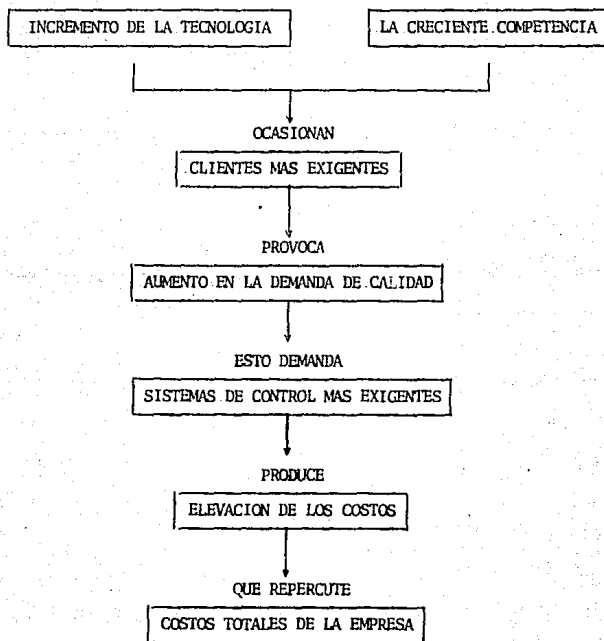 INCREMENTO DE LA TECNOLOGIA
LA CRECIENTE COMPETENCIA
OCASIONAN
CLIENTES MAS EXIGENTES
PROVOCA
AUMENTO EN LA DEMANDA DE CALIDAD
ESTO DEMANDA
SISTEMAS DE CONTROL MAS EXIGENTES
PRODUCE
ELEVACION DE LOS COSTOS
QUE REPERCUTE
COSTOS TOTALES DE LA EMPRESA